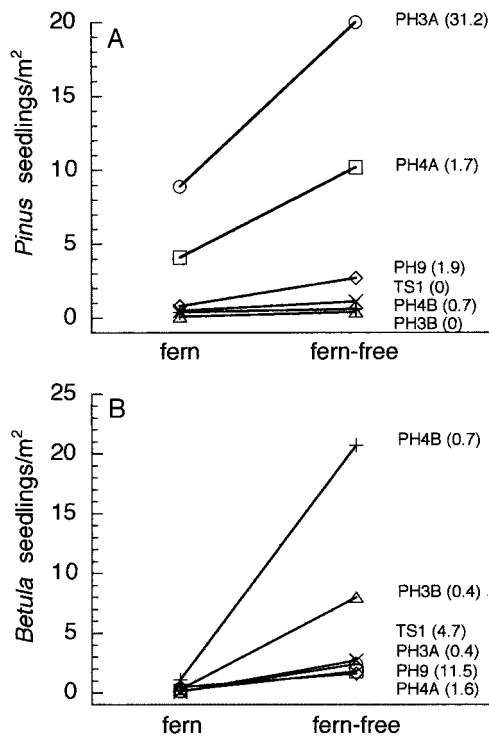 A
Pinus seedlings/m²
20
15
10
5
0
PH3A (31.2)
PH4A (1.7)
PH9 (1.9)
TS1 (0)
PH4B (0.7)
PH3B (0)
fern fern-free
B
Betula seedlings/m²
25
20
15
10
5
0
PH4B (0.7)
PH3B (0.4)
TS1 (4.7)
PH3A (0.4)
PH9 (11.5)
PH4A (1.6)
fern fern-free